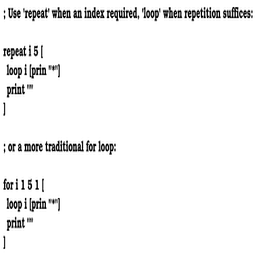 ; Use 'repeat' when an index required, 'loop' when repetition suffices:
repeat i 5 [
loop i [prin "*"]
print ""
]
; or a more traditional for loop:
for i 1 5 1 [
loop i [prin "*"]
print ""
]